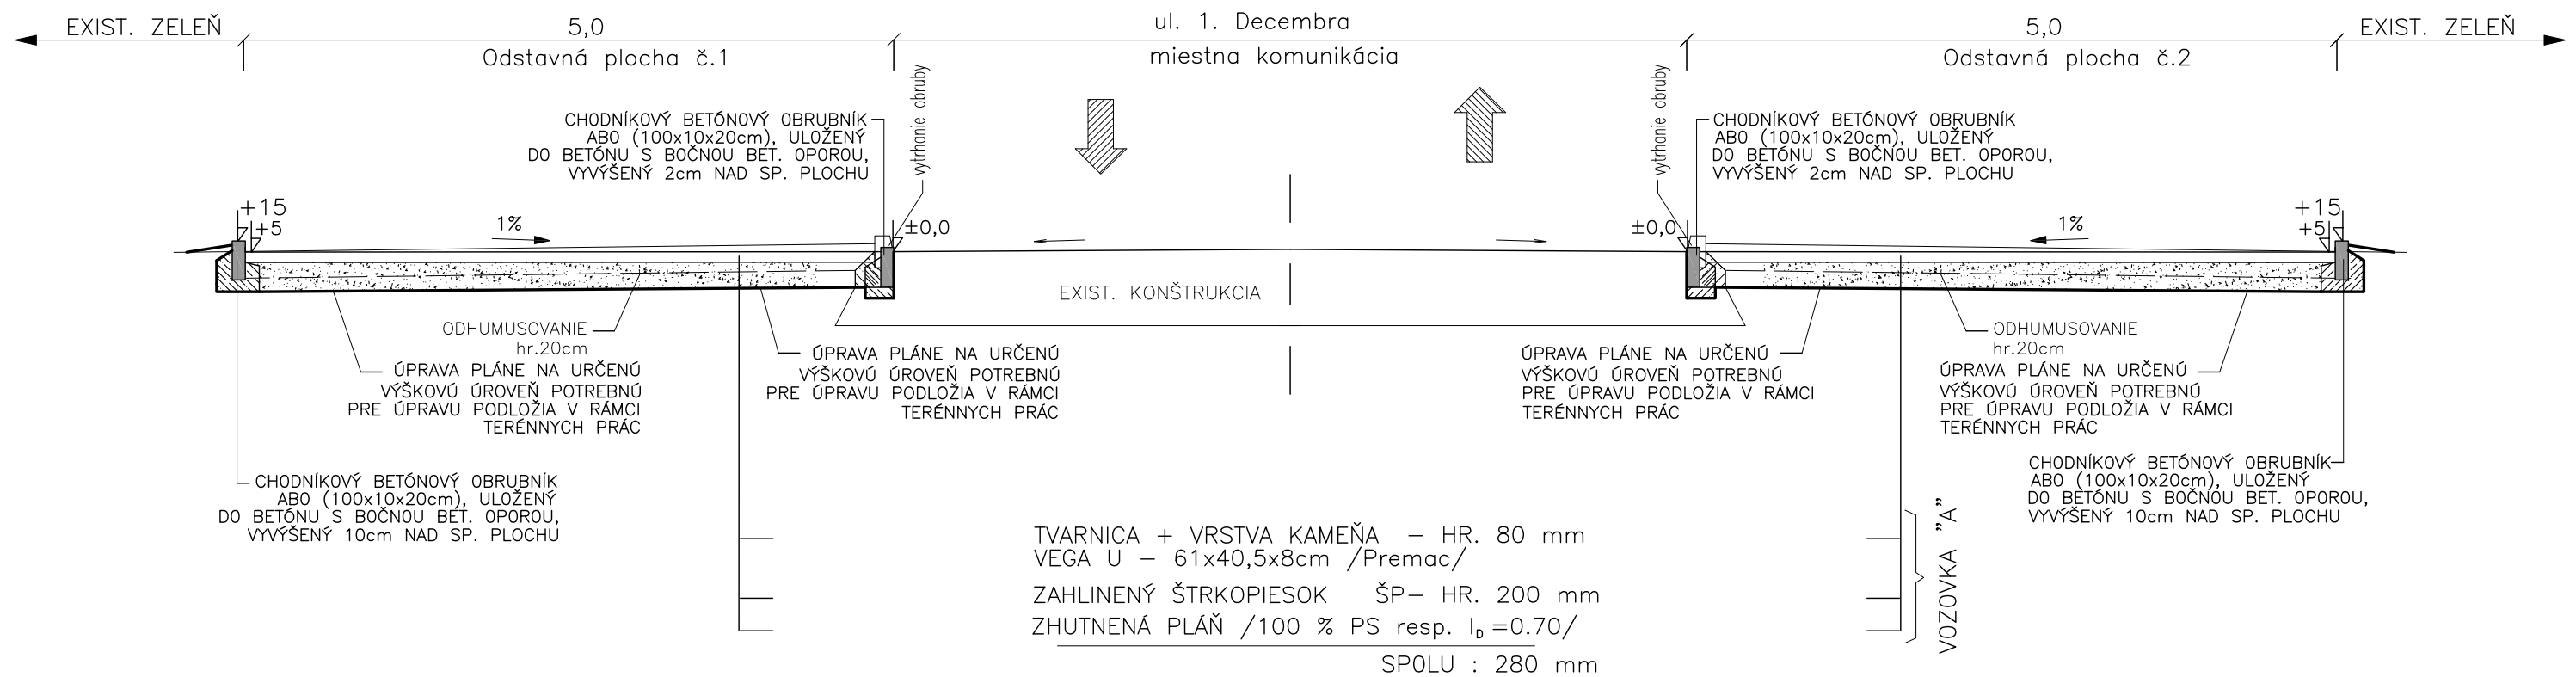 EXIST. ZELEŇ
5,0
ul. 1. Decembra
5,0
EXIST. ZELEŇ
Odstavná plocha č.1
miestna komunikácia
Odstavná plocha č.2
vytrhanie obruby
vytrhanie obruby
CHODNÍKOVÝ BETÓNOVÝ OBRUBNÍK
ABO (100x10x20cm), ULOŽENÝ
DO BETÓNU S BOČNOU BET. OPOROU,
VYVÝŠENÝ 2cm NAD SP. PLOCHU
CHODNÍKOVÝ BETÓNOVÝ OBRUBNÍK
ABO (100x10x20cm), ULOŽENÝ
DO BETÓNU S BOČNOU BET. OPOROU,
VYVÝŠENÝ 2cm NAD SP. PLOCHU
+15
+5
1%
±0,0
±0,0
1%
+15
+5
EXIST. KONŠTRUKCIA
ODHUMUSOVANIE
hr.20cm
ÚPRAVA PLÁNE NA URČENÚ
VÝŠKOVÚ ÚROVEŇ POTREBNÚ
PRE ÚPRAVU PODLOŽIA V RÁMCI
TERÉNNYCH PRÁC
ÚPRAVA PLÁNE NA URČENÚ
VÝŠKOVÚ ÚROVEŇ POTREBNÚ
PRE ÚPRAVU PODLOŽIA V RÁMCI
TERÉNNYCH PRÁC
ÚPRAVA PLÁNE NA URČENÚ
VÝŠKOVÚ ÚROVEŇ POTREBNÚ
PRE ÚPRAVU PODLOŽIA V RÁMCI
TERÉNNYCH PRÁC
ODHUMUSOVANIE
hr.20cm
ÚPRAVA PLÁNE NA URČENÚ
VÝŠKOVÚ ÚROVEŇ POTREBNÚ
PRE ÚPRAVU PODLOŽIA V RÁMCI
TERÉNNYCH PRÁC
CHODNÍKOVÝ BETÓNOVÝ OBRUBNÍK
ABO (100x10x20cm), ULOŽENÝ
DO BETÓNU S BOČNOU BET. OPOROU,
VYVÝŠENÝ 10cm NAD SP. PLOCHU
CHODNÍKOVÝ BETÓNOVÝ OBRUBNÍK
ABO (100x10x20cm), ULOŽENÝ
DO BETÓNU S BOČNOU BET. OPOROU,
VYVÝŠENÝ 10cm NAD SP. PLOCHU
TVARNICA + VRSTVA KAMEŇA – HR. 80 mm
VEGA U – 61x40,5x8cm /Premac/
ZAHLINENÝ ŠTRKOPIESOK ŠP– HR. 200 mm
ZHUTNENÁ PLÁŇ /100 % PS resp. ID=0.70/
SPOLU : 280 mm
VOZOVKA "A"